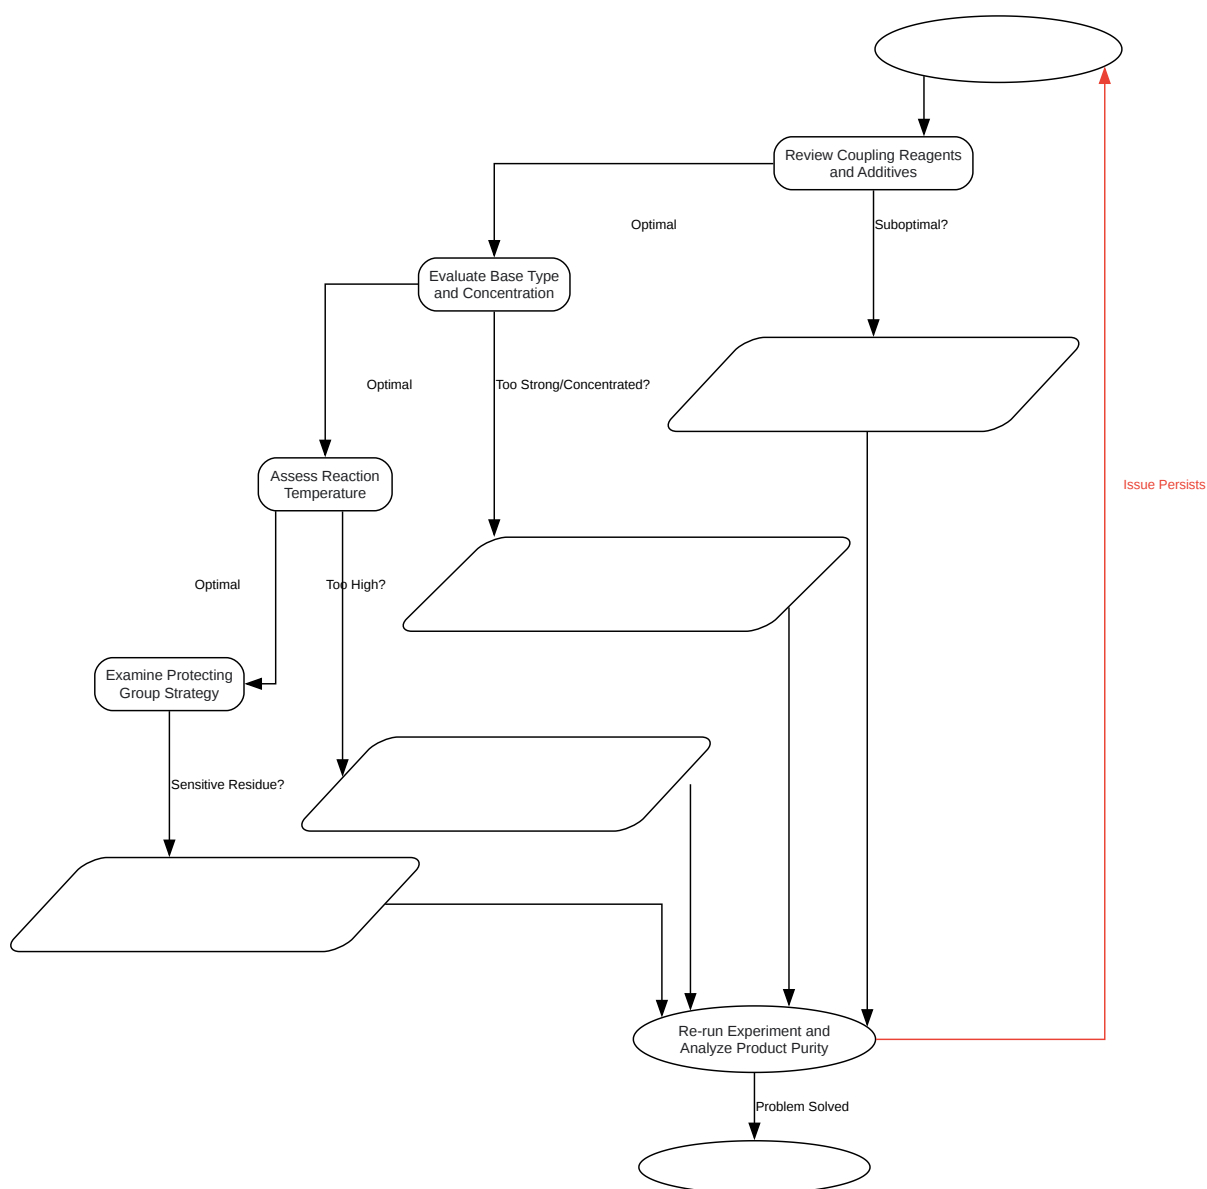 Review Coupling Reagents
and Additives
Optimal
Suboptimal?
Evaluate Base Type
and Concentration
Optimal
Too Strong/Concentrated?
Assess Reaction
Temperature
Issue Persists
Optimal
Too High?
Examine Protecting
Group Strategy
Sensitive Residue?
Re-run Experiment and
Analyze Product Purity
Problem Solved